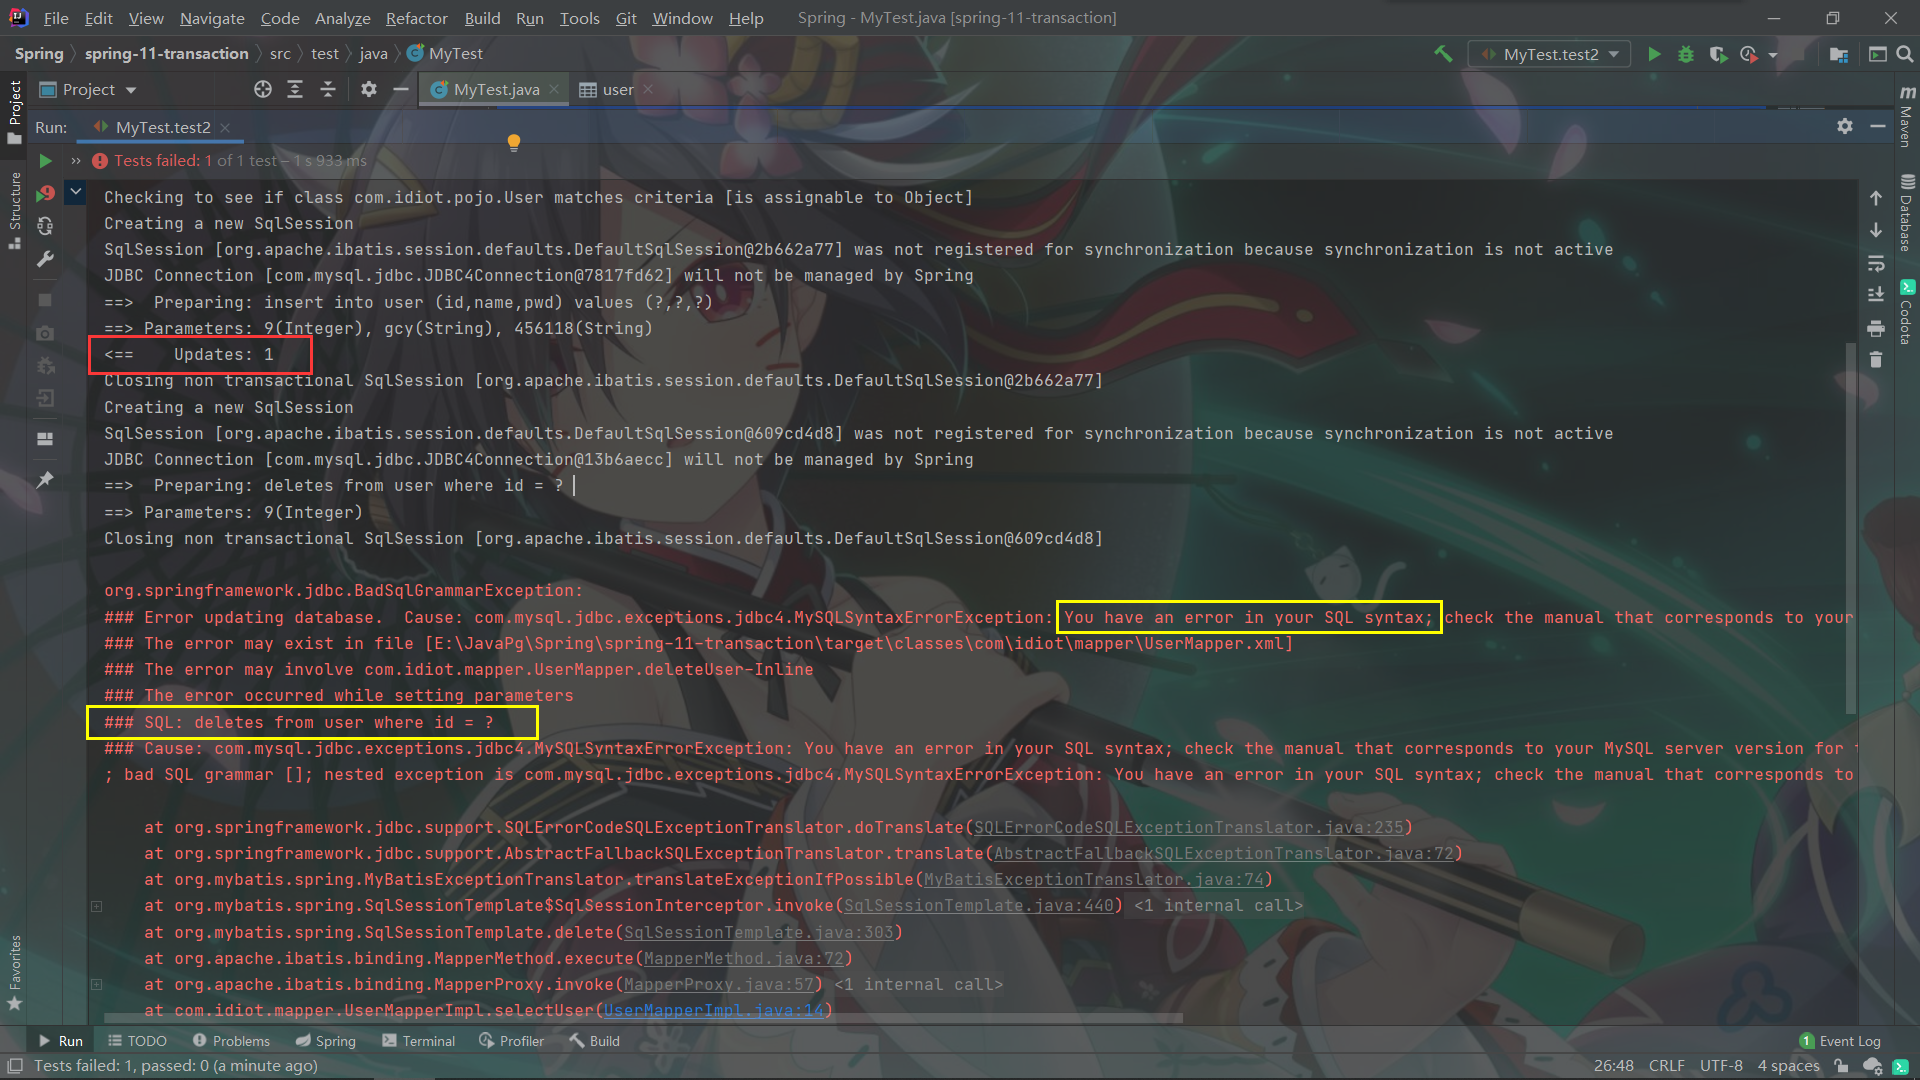 File Edit View Navigate Code Analyze Refactor Build Run Tools Git Window Help Spring - MyTest.java [spring-11-transaction]
Spring spring-11-transaction src test java MyTest MyTest.test2
Project MyTest.java user
Run: MyTest.test2
Tests failed: 1 of 1 test – 1 s 933 ms
Checking to see if class com.idiot.pojo.User matches criteria [is assignable to Object]
Creating a new SqlSession
SqlSession [org.apache.ibatis.session.defaults.DefaultSqlSession@2b662a77] was not registered for synchronization because synchronization is not active
JDBC Connection [com.mysql.jdbc.JDBC4Connection@7817fd62] will not be managed by Spring
==>  Preparing: insert into user (id,name,pwd) values (?,?,?)
==> Parameters: 9(Integer), gcy(String), 456118(String)
<==    Updates: 1
Closing non transactional SqlSession [org.apache.ibatis.session.defaults.DefaultSqlSession@2b662a77]
Creating a new SqlSession
SqlSession [org.apache.ibatis.session.defaults.DefaultSqlSession@609cd4d8] was not registered for synchronization because synchronization is not active
JDBC Connection [com.mysql.jdbc.JDBC4Connection@13b6aecc] will not be managed by Spring
==>  Preparing: deletes from user where id = ?
==> Parameters: 9(Integer)
Closing non transactional SqlSession [org.apache.ibatis.session.defaults.DefaultSqlSession@609cd4d8]
org.springframework.jdbc.BadSqlGrammarException:
### Error updating database.  Cause: com.mysql.jdbc.exceptions.jdbc4.MySQLSyntaxErrorException: You have an error in your SQL syntax; check the manual that corresponds to your
### The error may exist in file [E:\JavaPg\Spring\spring-11-transaction\target\classes\com\idiot\mapper\UserMapper.xml]
### The error may involve com.idiot.mapper.UserMapper.deleteUser-Inline
### The error occurred while setting parameters
### SQL: deletes from user where id = ?
### Cause: com.mysql.jdbc.exceptions.jdbc4.MySQLSyntaxErrorException: You have an error in your SQL syntax; check the manual that corresponds to your MySQL server version for
; bad SQL grammar []; nested exception is com.mysql.jdbc.exceptions.jdbc4.MySQLSyntaxErrorException: You have an error in your SQL syntax; check the manual that corresponds to
at org.springframework.jdbc.support.SQLErrorCodeSQLExceptionTranslator.doTranslate(SQLErrorCodeSQLExceptionTranslator.java:235)
at org.springframework.jdbc.support.AbstractFallbackSQLExceptionTranslator.translate(AbstractFallbackSQLExceptionTranslator.java:72)
at org.mybatis.spring.MyBatisExceptionTranslator.translateExceptionIfPossible(MyBatisExceptionTranslator.java:74)
at org.mybatis.spring.SqlSessionTemplate$SqlSessionInterceptor.invoke(SqlSessionTemplate.java:440) <1 internal call>
at org.mybatis.spring.SqlSessionTemplate.delete(SqlSessionTemplate.java:303)
at org.apache.ibatis.binding.MapperMethod.execute(MapperMethod.java:72)
at org.apache.ibatis.binding.MapperProxy.invoke(MapperProxy.java:57) <1 internal call>
at com.idiot.mapper.UserMapperImpl.selectUser(UserMapperImpl.java:14)
Project
Structure
Favorites
Maven
Database
Codota
Run TODO Problems Spring Terminal Profiler Build 1 Event Log
Tests failed: 1, passed: 0 (a minute ago) 26:48 CRLF UTF-8 4 spaces